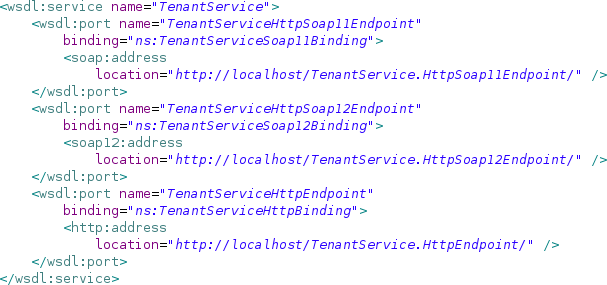 <wsdl:service name="TenantService">
    <wsdl:port name="TenantServiceHttpSoap11Endpoint"
        binding="ns:TenantServiceSoap11Binding">
        <soap:address
            location="http://localhost/TenantService.HttpSoap11Endpoint/" />
    </wsdl:port>
    <wsdl:port name="TenantServiceHttpSoap12Endpoint"
        binding="ns:TenantServiceSoap12Binding">
        <soap12:address
            location="http://localhost/TenantService.HttpSoap12Endpoint/" />
    </wsdl:port>
    <wsdl:port name="TenantServiceHttpEndpoint"
        binding="ns:TenantServiceHttpBinding">
        <http:address
            location="http://localhost/TenantService.HttpEndpoint/" />
    </wsdl:port>
</wsdl:service>